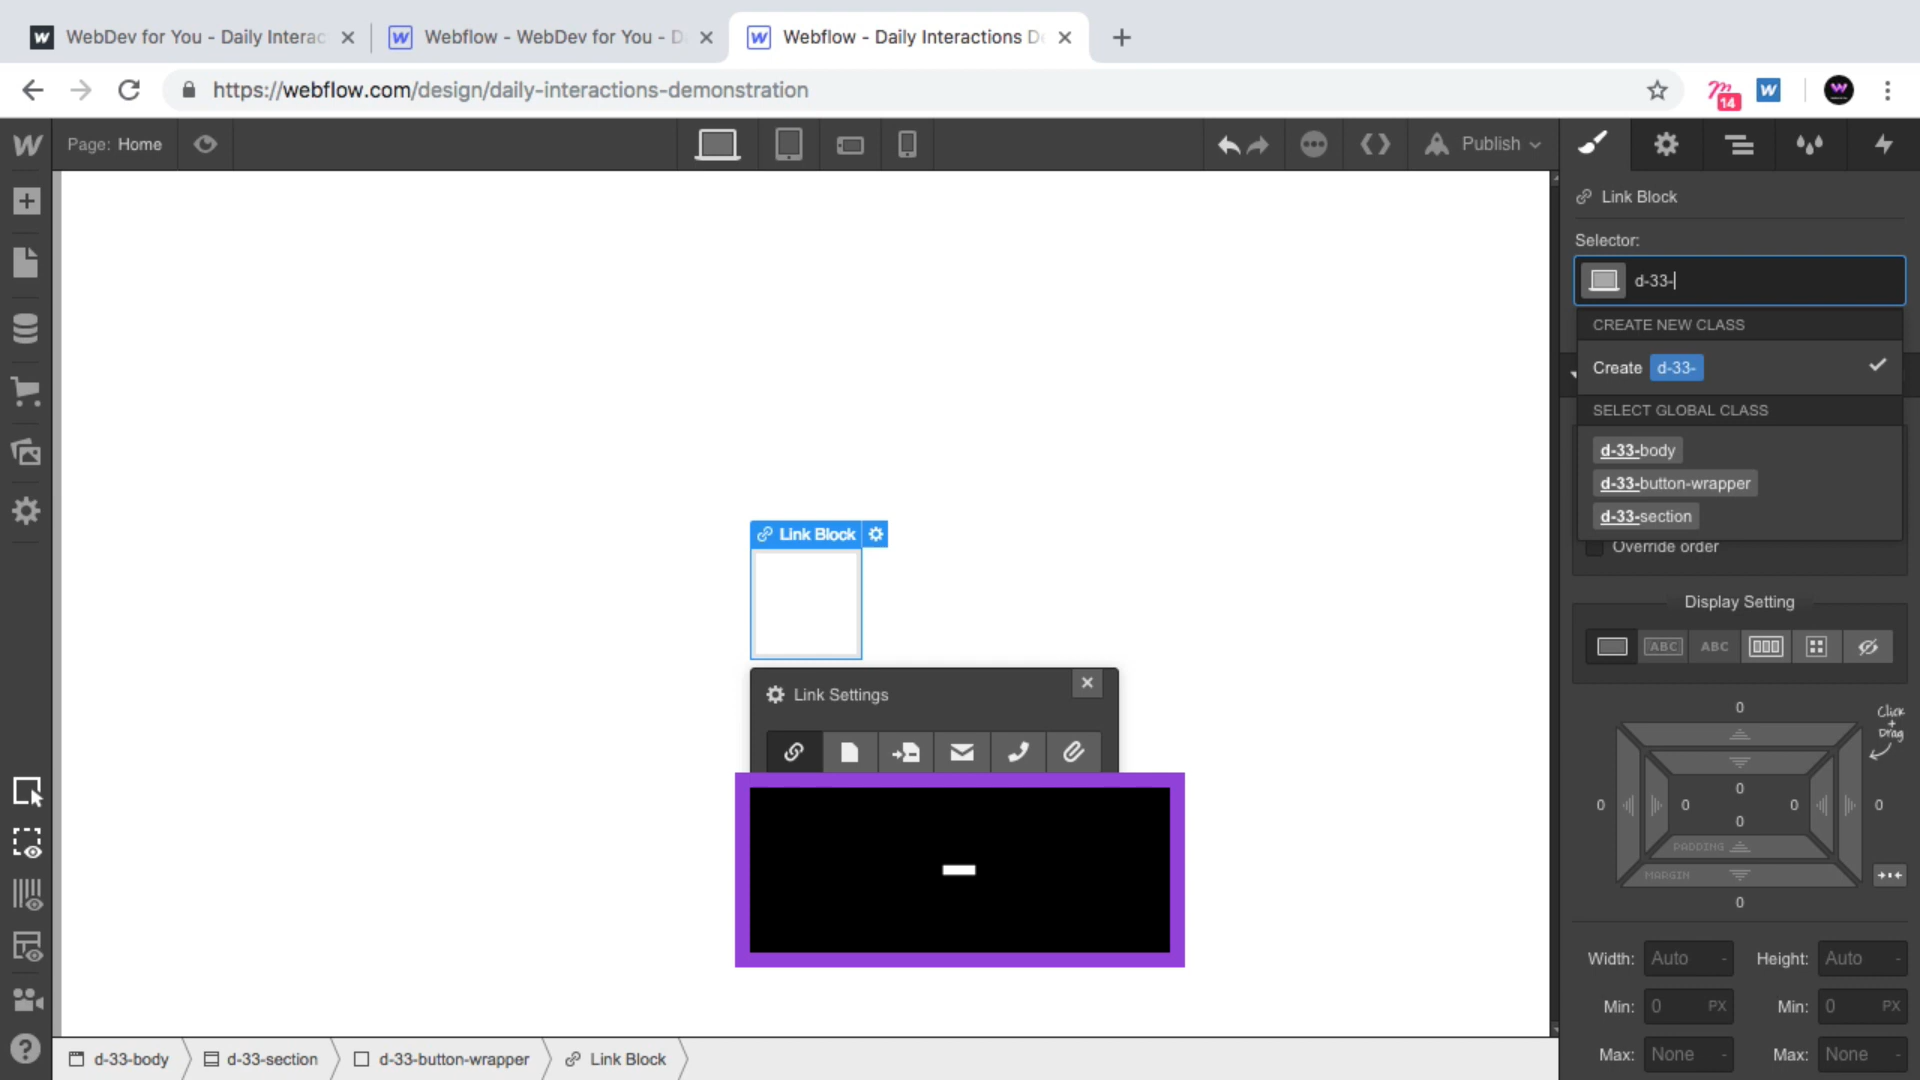 WebDev for You - Daily Interac
Webflow - WebDev for You - D
Webflow - Daily Interactions De
https://webflow.com/design/daily-interactions-demonstration
14
Page: Home
Publish
Link Block
Selector:
d-33-
CREATE NEW CLASS
Create d-33-
SELECT GLOBAL CLASS
d-33-body
d-33-button-wrapper
d-33-section
Override order
Display Setting
ABC
ABC
Link Block
Link Settings
Click
+
Drag
0
0
0 0 0 0
0
PADDING
MARGIN
0
Width: Auto - Height: Auto -
Min: 0 PX Min: 0 PX
Max: None - Max: None -
d-33-body
d-33-section
d-33-button-wrapper
Link Block